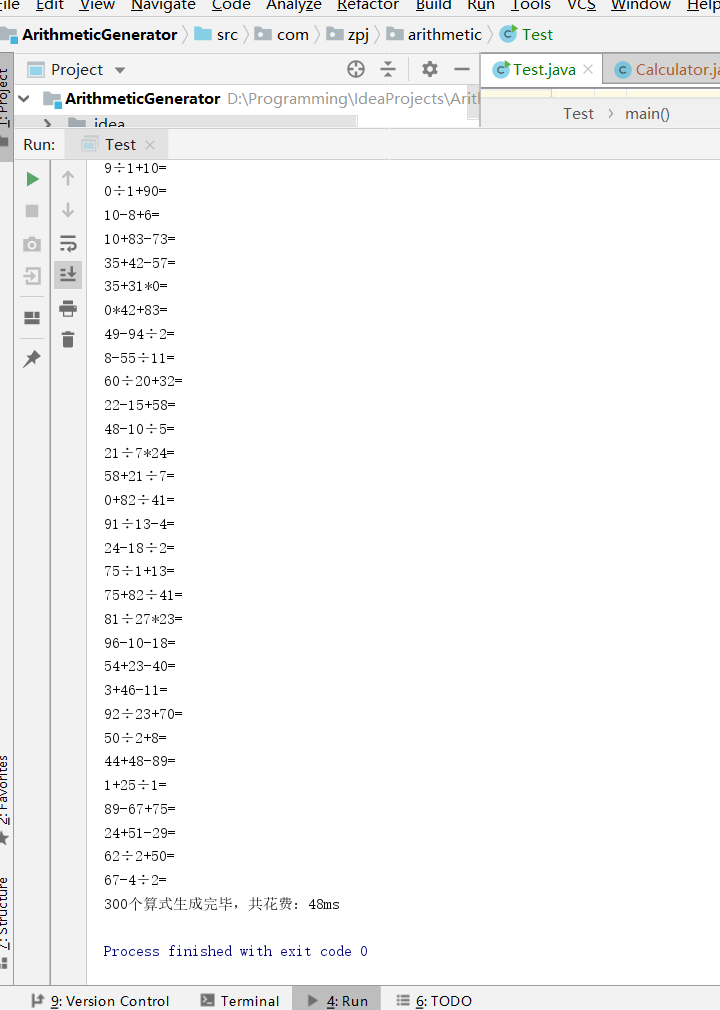 File Edit View Navigate Code Analyze Refactor Build Run Tools VCS Window Help
ArithmeticGenerator src com zpj arithmetic Test
Project
Test.java
Calculator.ja
ArithmeticGenerator D:\Programming\IdeaProjects\Arith
.idea
Test main()
1: Project
Run: Test
9÷1+10=
0÷1+90=
10-8+6=
10+83-73=
35+42-57=
35+31*0=
0*42+83=
49-94÷2=
8-55÷11=
60÷20+32=
22-15+58=
48-10÷5=
21÷7*24=
58+21÷7=
0+82÷41=
91÷13-4=
24-18÷2=
75÷1+13=
75+82÷41=
81÷27*23=
96-10-18=
54+23-40=
3+46-11=
92÷23+70=
50÷2+8=
44+48-89=
1+25÷1=
89-67+75=
24+51-29=
62÷2+50=
67-4÷2=
300个算式生成完毕，共花费：48ms
Process finished with exit code 0
2: Favorites
7: Structure
9: Version Control Terminal 4: Run 6: TODO